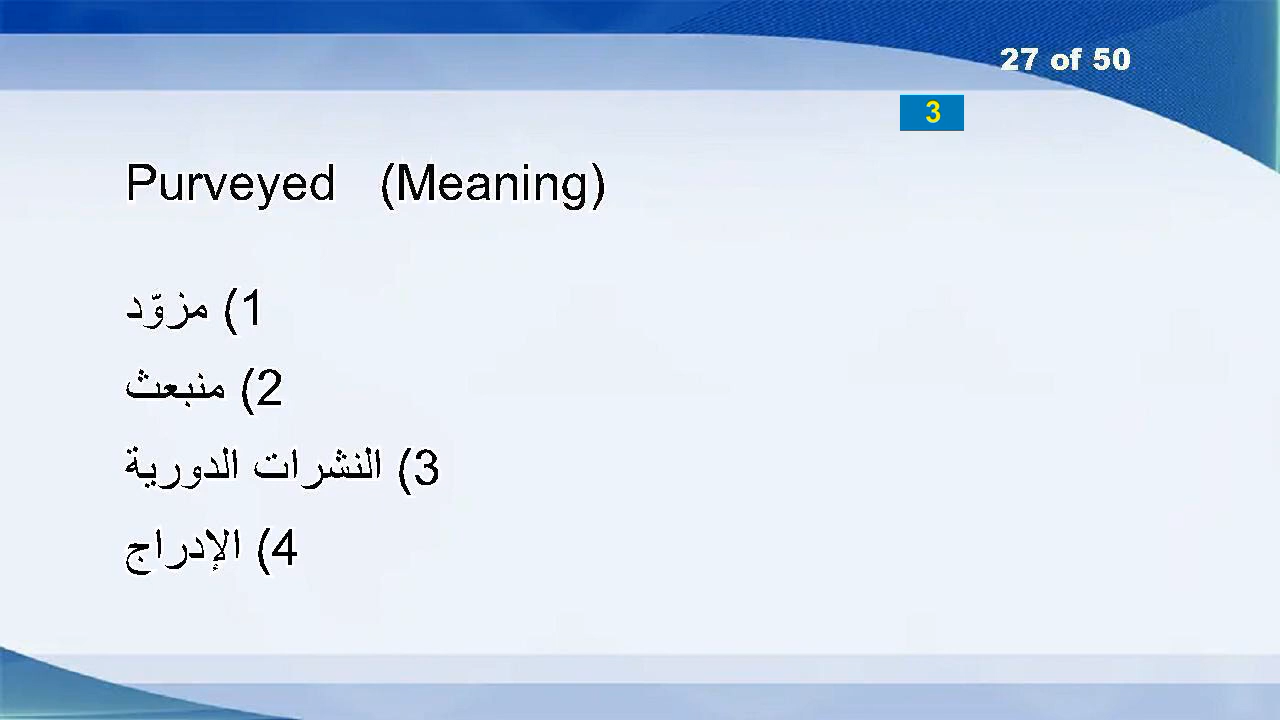 27 of 50
3
Purveyed (Meaning)
1) مزوّد
2) منبعث
3) النشرات الدورية
4) الإدراج